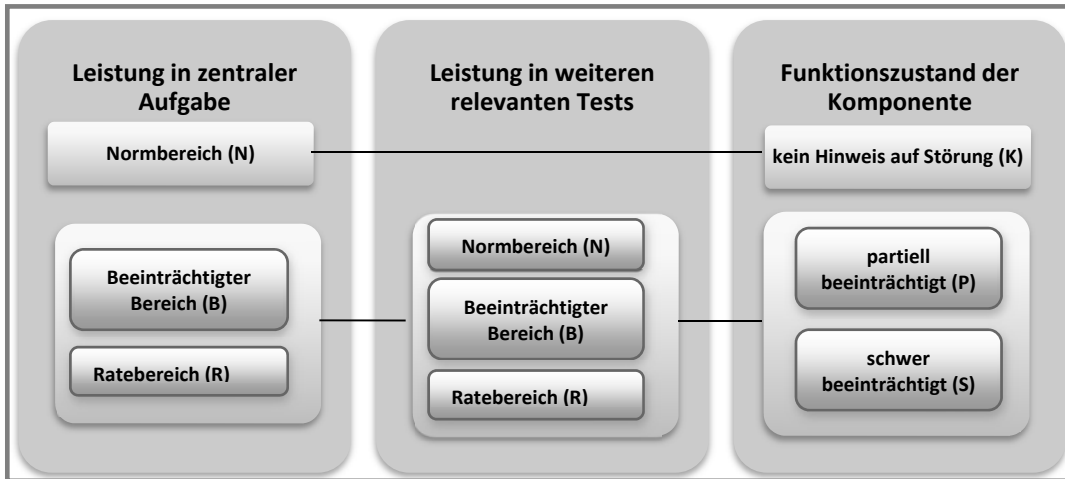 Leistung in zentraler
Aufgabe
Normbereich (N)
Beeinträchtigter
Bereich (B)
Ratebereich (R)
Leistung in weiteren
relevanten Tests
Normbereich (N)
Beeinträchtigter
Bereich (B)
Ratebereich (R)
Funktionszustand der
Komponente
kein Hinweis auf Störung (K)
partiell
beeinträchtigt (P)
schwer
beeinträchtigt (S)